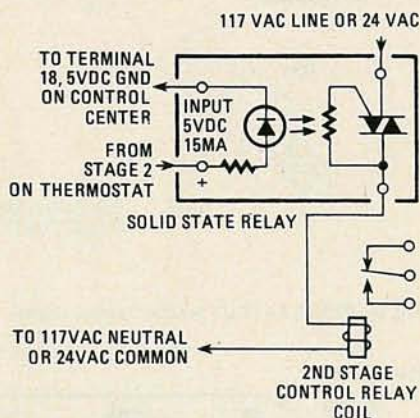 117 VAC LINE OR 24 VAC
TO TERMINAL
18, 5VDC GND
ON CONTROL
CENTER
INPUT
5VDC
15MA
FROM
STAGE 2
ON THERMOSTAT
+
SOLID STATE RELAY
TO 117VAC NEUTRAL
OR 24VAC COMMON
2ND STAGE
CONTROL RELAY
COIL